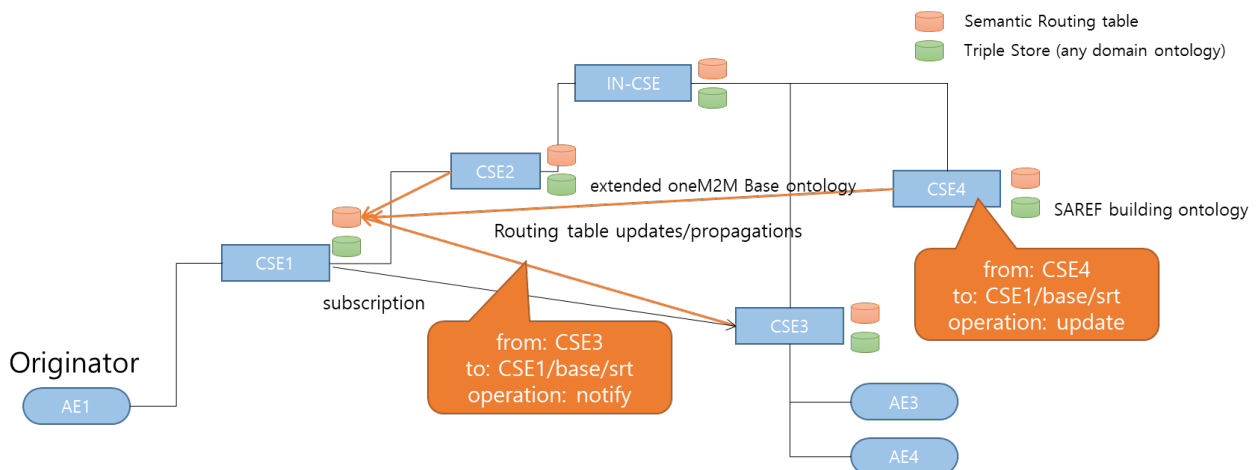 Semantic Routing table
Triple Store (any domain ontology)
IN-CSE
CSE2
extended oneM2M Base ontology
CSE4
SAREF building ontology
Routing table updates/propagations
CSE1
subscription
from: CSE4
to: CSE1/base/srt
operation: update
CSE3
from: CSE3
to: CSE1/base/srt
operation: notify
Originator
AE1
AE3
AE4